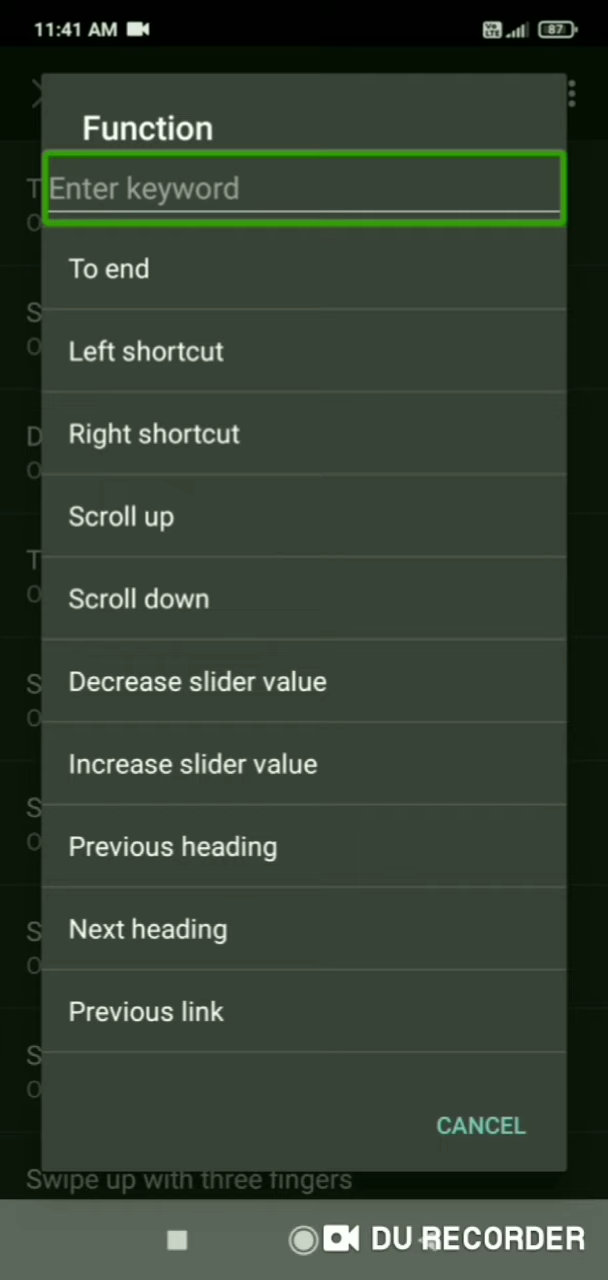 11:41 AM
87
Function
Enter keyword
To end
Left shortcut
Right shortcut
Scroll up
Scroll down
Decrease slider value
Increase slider value
Previous heading
Next heading
Previous link
CANCEL
Swipe up with three fingers
DU RECORDER